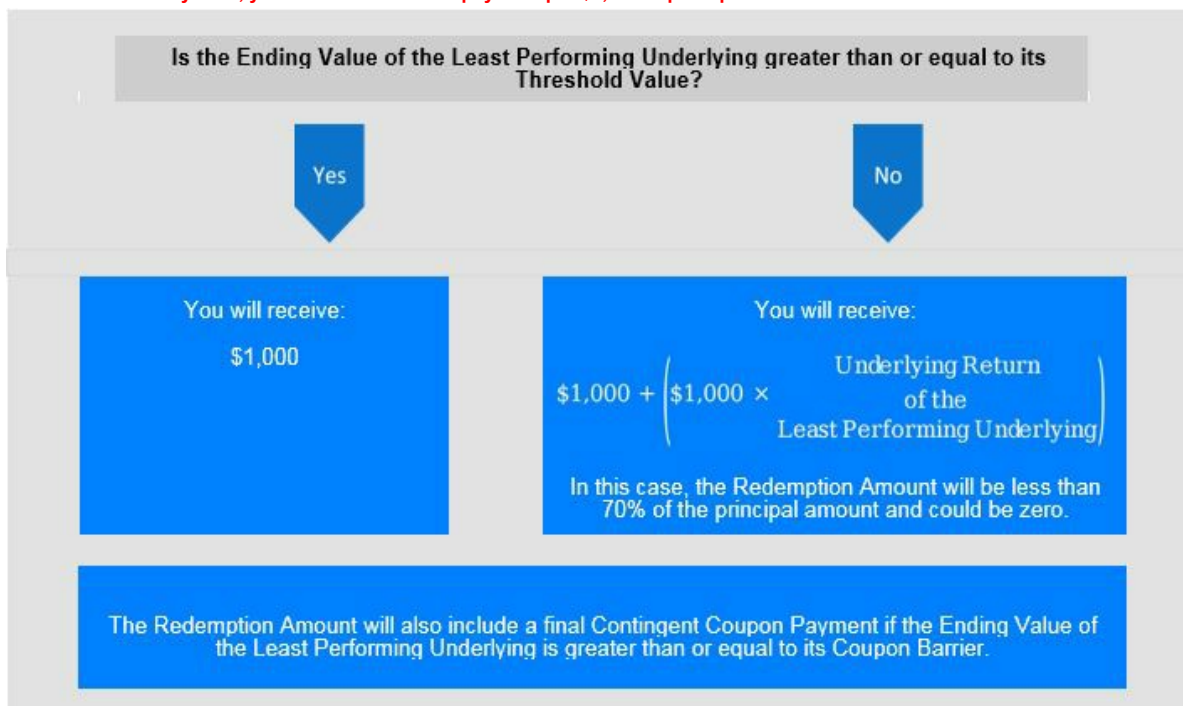 Is the Ending Value of the Least Performing Underlying greater than or equal to its
Threshold Value?
Yes
No
You will receive:
$1,000
You will receive:
$1,000 + ($1,000 × Underlying Return
of the
Least Performing Underlying)
In this case, the Redemption Amount will be less than
70% of the principal amount and could be zero.
The Redemption Amount will also include a final Contingent Coupon Payment if the Ending Value of
the Least Performing Underlying is greater than or equal to its Coupon Barrier.